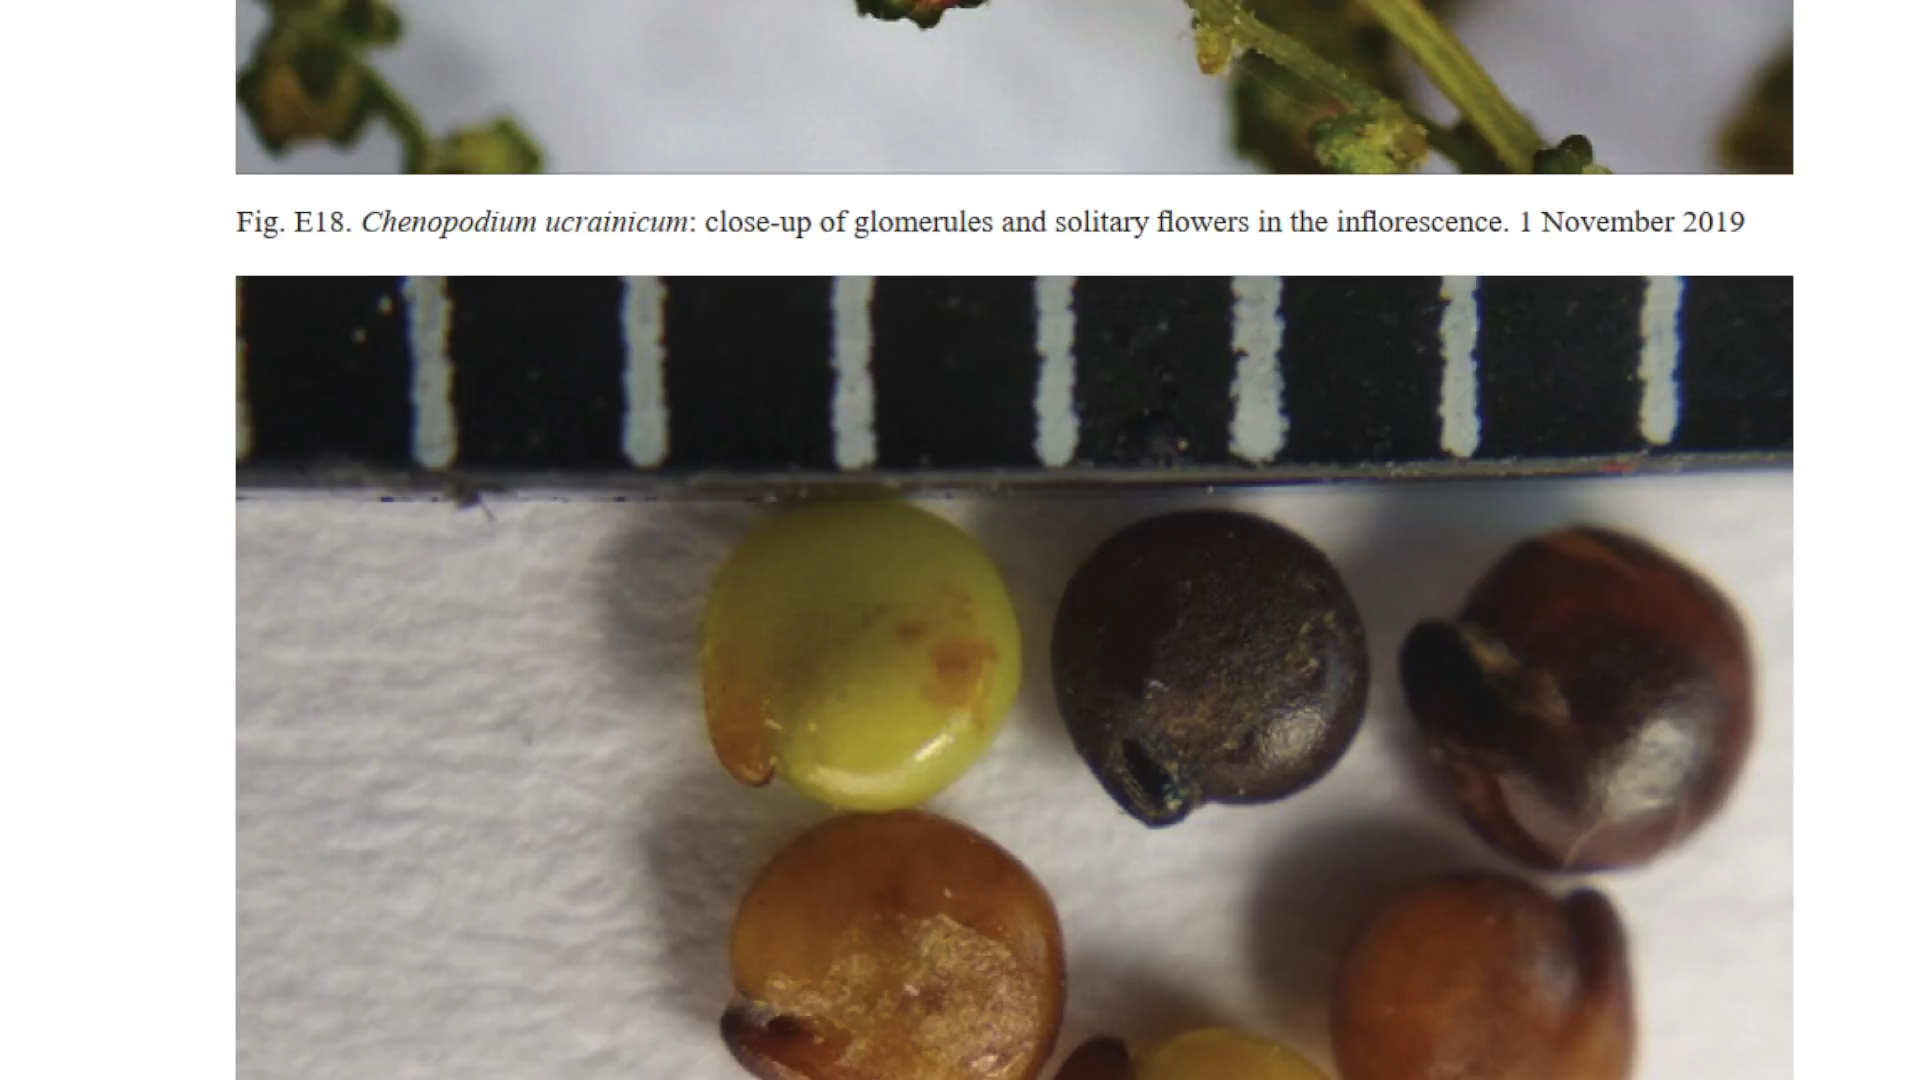 Fig. E18. Chenopodium ucrainicum: close-up of glomerules and solitary flowers in the inflorescence. 1 November 2019